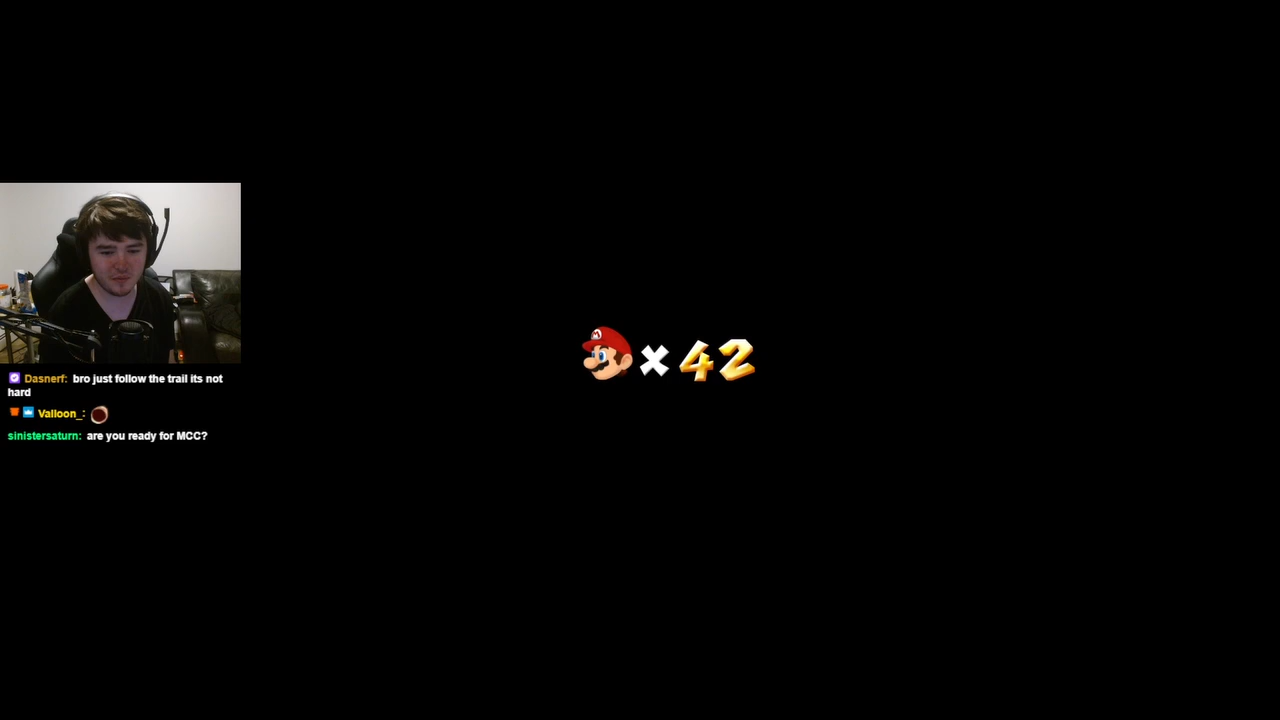 Dasnerf: bro just follow the trail its not
hard
Valloon_:
sinistersaturn: are you ready for MCC?
M × 42